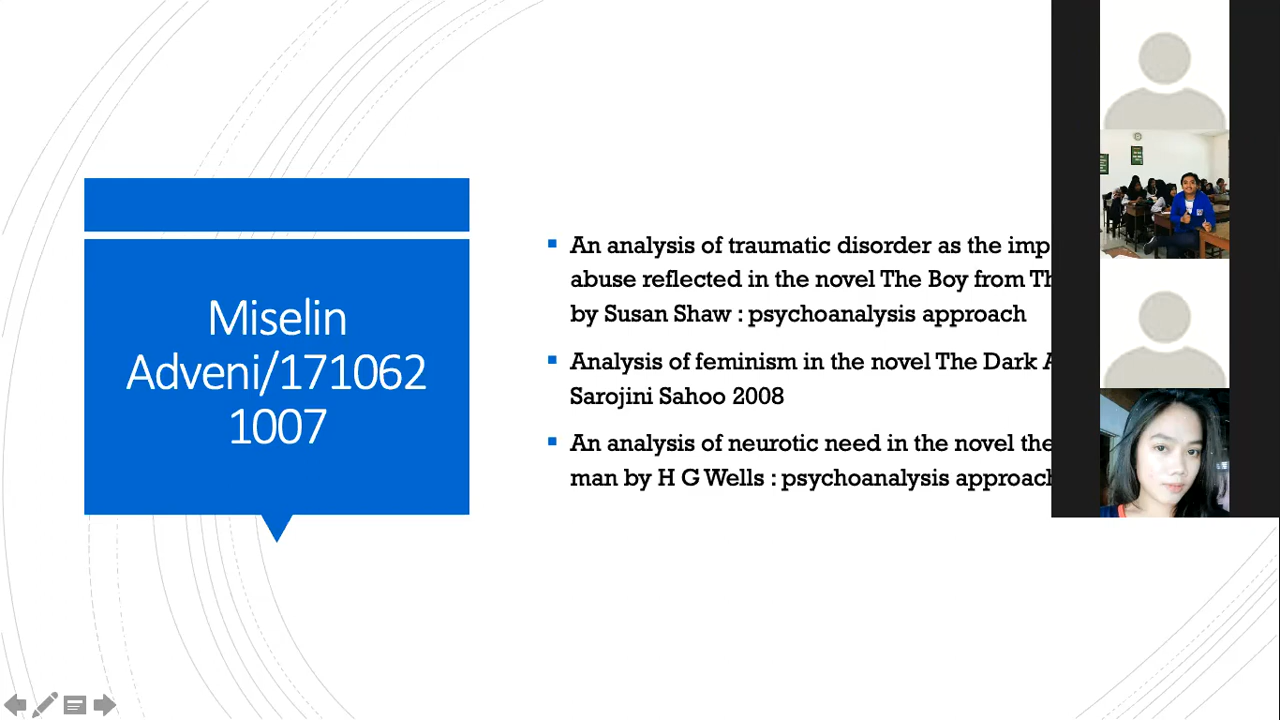 Miselin
Adveni/171062
1007
An analysis of traumatic disorder as the
abuse reflected in the novel The Boy from
by Susan Shaw : psychoanalysis approach
Analysis of feminism in the novel The Dark
Sarojini Sahoo 2008
An analysis of neurotic need in the novel the
man by H G Wells : psychoanalysis approach